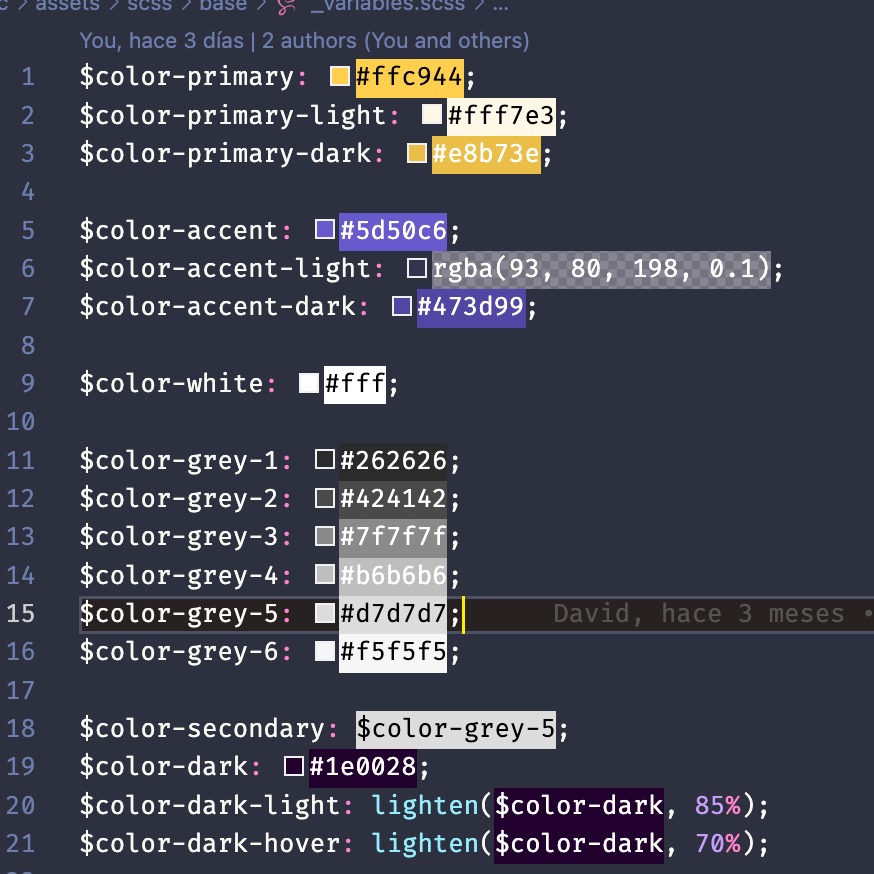 c > assets > scss > base > _variables.scss > ...
You, hace 3 días | 2 authors (You and others)
1 $color-primary: #ffc944;
2 $color-primary-light: #fff7e3;
3 $color-primary-dark: #e8b73e;
4
5 $color-accent: #5d50c6;
6 $color-accent-light: rgba(93, 80, 198, 0.1);
7 $color-accent-dark: #473d99;
8
9 $color-white: #fff;
10
11 $color-grey-1: #262626;
12 $color-grey-2: #424142;
13 $color-grey-3: #7f7f7f;
14 $color-grey-4: #b6b6b6;
15 $color-grey-5: #d7d7d7; David, hace 3 meses •
16 $color-grey-6: #f5f5f5;
17
18 $color-secondary: $color-grey-5;
19 $color-dark: #1e0028;
20 $color-dark-light: lighten($color-dark, 85%);
21 $color-dark-hover: lighten($color-dark, 70%);